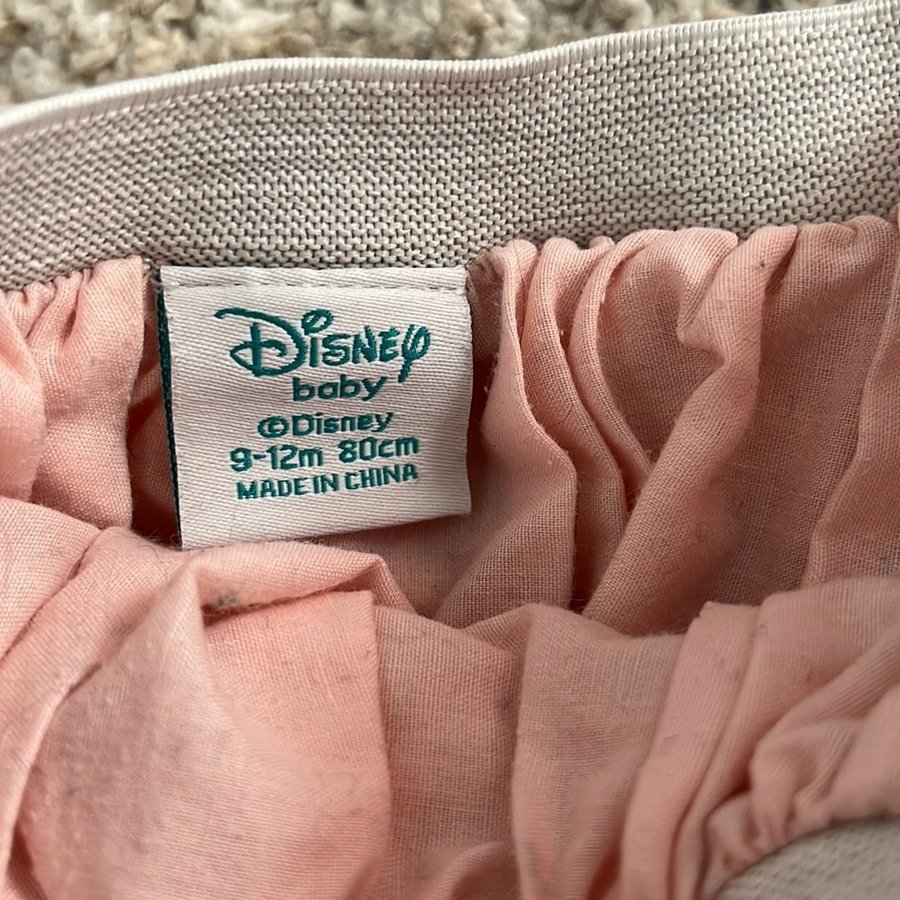 Disney
baby
©Disney
9-12m 80cm
MADE IN CHINA